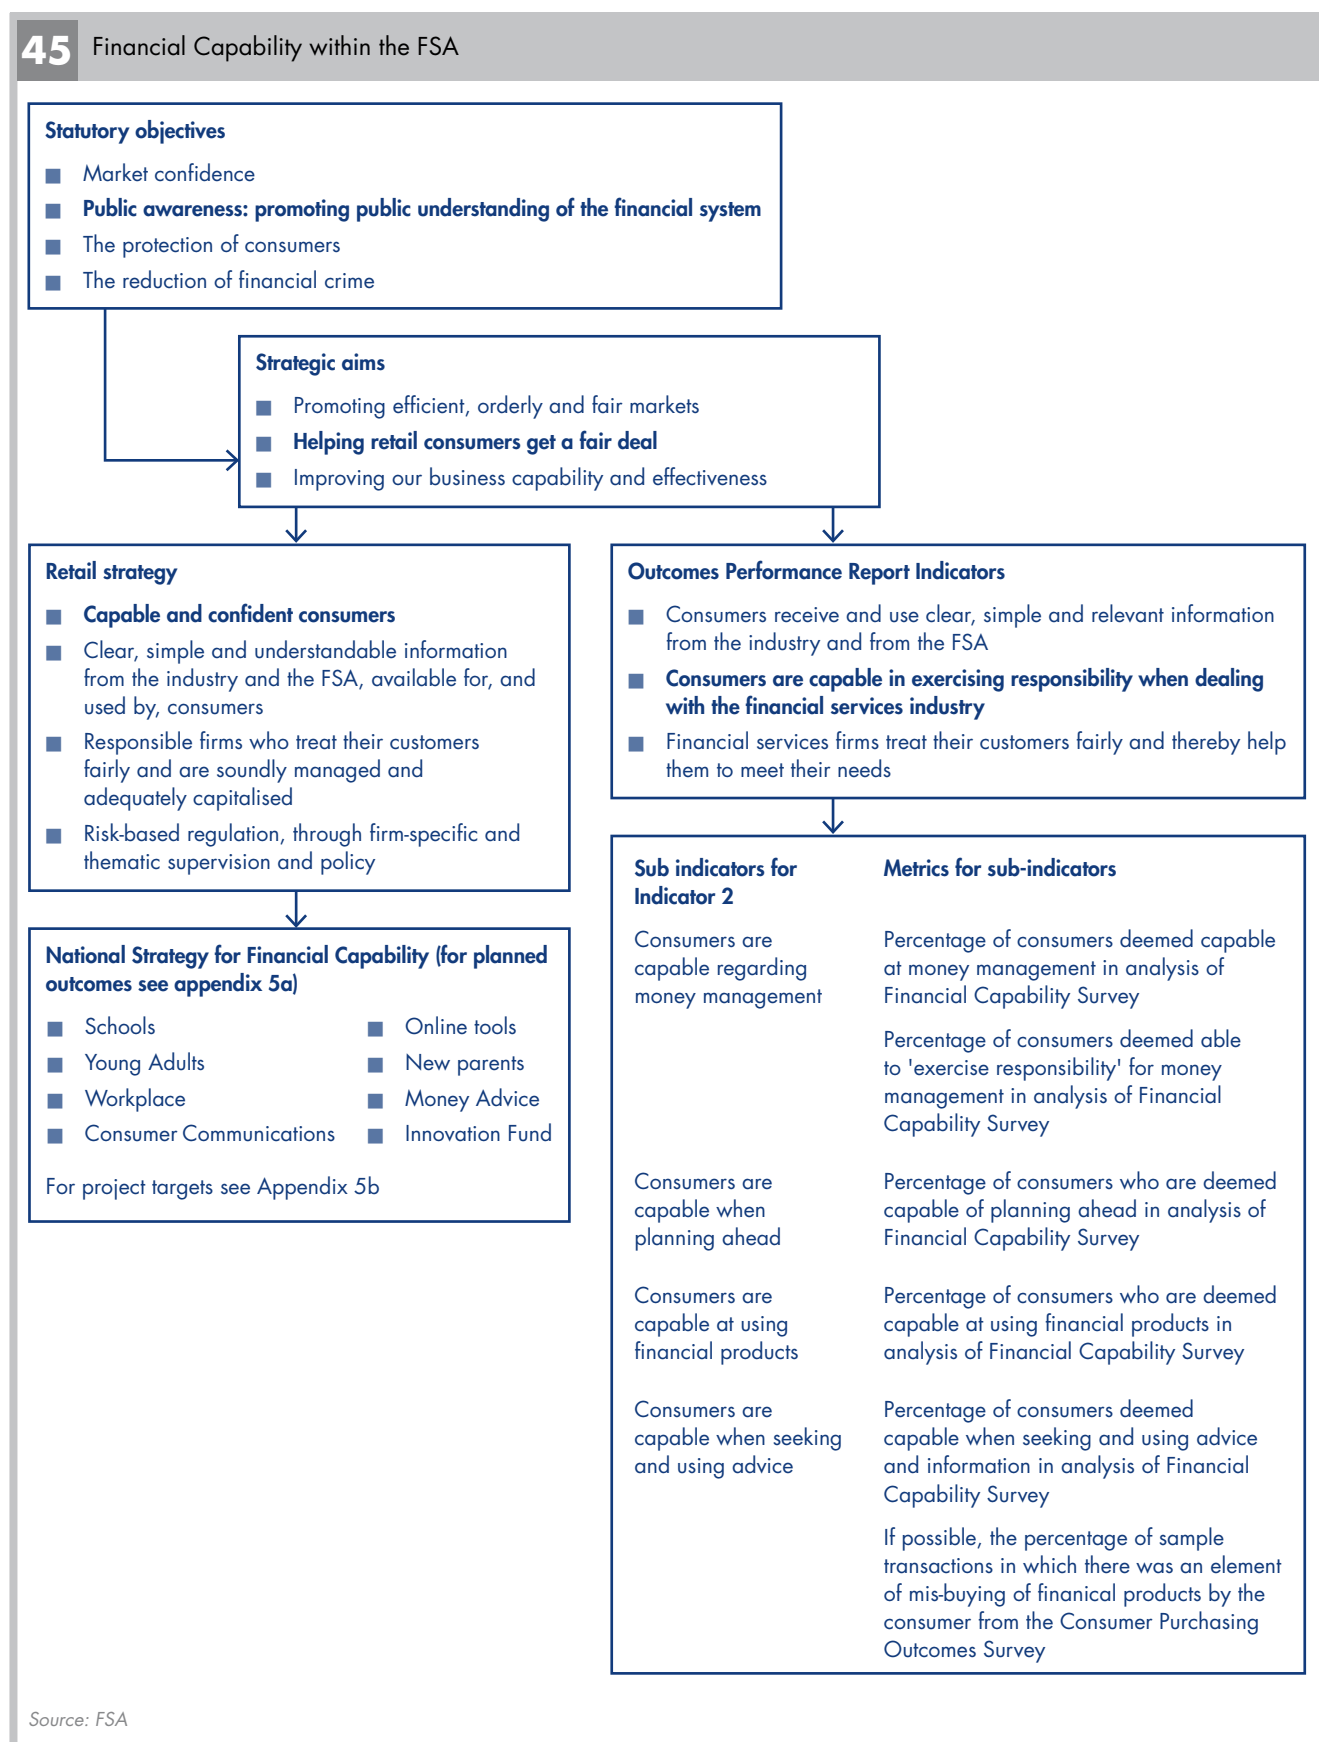 45 Financial Capability within the FSA
Statutory objectives
Market confidence
Public awareness: promoting public understanding of the financial system
The protection of consumers
The reduction of financial crime
Strategic aims
Promoting efficient, orderly and fair markets
Helping retail consumers get a fair deal
Improving our business capability and effectiveness
Retail strategy
Capable and confident consumers
Clear, simple and understandable information
from the industry and the FSA, available for, and
used by, consumers
Responsible firms who treat their customers
fairly and are soundly managed and
adequately capitalised
Risk-based regulation, through firm-specific and
thematic supervision and policy
Outcomes Performance Report Indicators
Consumers receive and use clear, simple and relevant information
from the industry and from the FSA
Consumers are capable in exercising responsibility when dealing
with the financial services industry
Financial services firms treat their customers fairly and thereby help
them to meet their needs
National Strategy for Financial Capability (for planned
outcomes see appendix 5a)
Schools
Young Adults
Workplace
Consumer Communications
Online tools
New parents
Money Advice
Innovation Fund
For project targets see Appendix 5b
Sub indicators for
Indicator 2
Metrics for sub-indicators
Consumers are
capable regarding
money management
Percentage of consumers deemed capable
at money management in analysis of
Financial Capability Survey
Percentage of consumers deemed able
to 'exercise responsibility' for money
management in analysis of Financial
Capability Survey
Consumers are
capable when
planning ahead
Percentage of consumers who are deemed
capable of planning ahead in analysis of
Financial Capability Survey
Consumers are
capable at using
financial products
Percentage of consumers who are deemed
capable at using financial products in
analysis of Financial Capability Survey
Consumers are
capable when seeking
and using advice
Percentage of consumers deemed
capable when seeking and using advice
and information in analysis of Financial
Capability Survey
If possible, the percentage of sample
transactions in which there was an element
of mis-buying of finanical products by the
consumer from the Consumer Purchasing
Outcomes Survey
Source: FSA